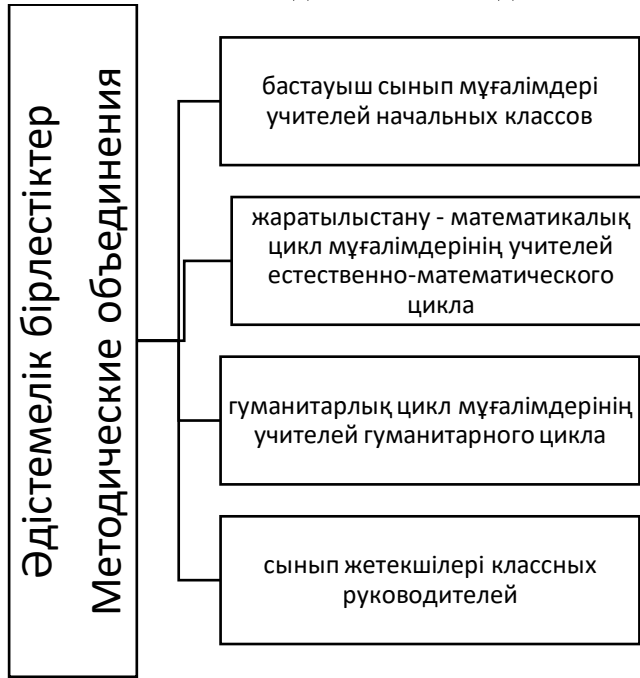 Әдістемелік бірлестіктер
Методические объединения
бастауыш сынып мұғалімдері
учителей начальных классов
жаратылыстану - математикалық
цикл мұғалімдерінің учителей
естественно-математического
цикла
гуманитарлық цикл мұғалімдерінің
учителей гуманитарного цикла
сынып жетекшілері классных
руководителей